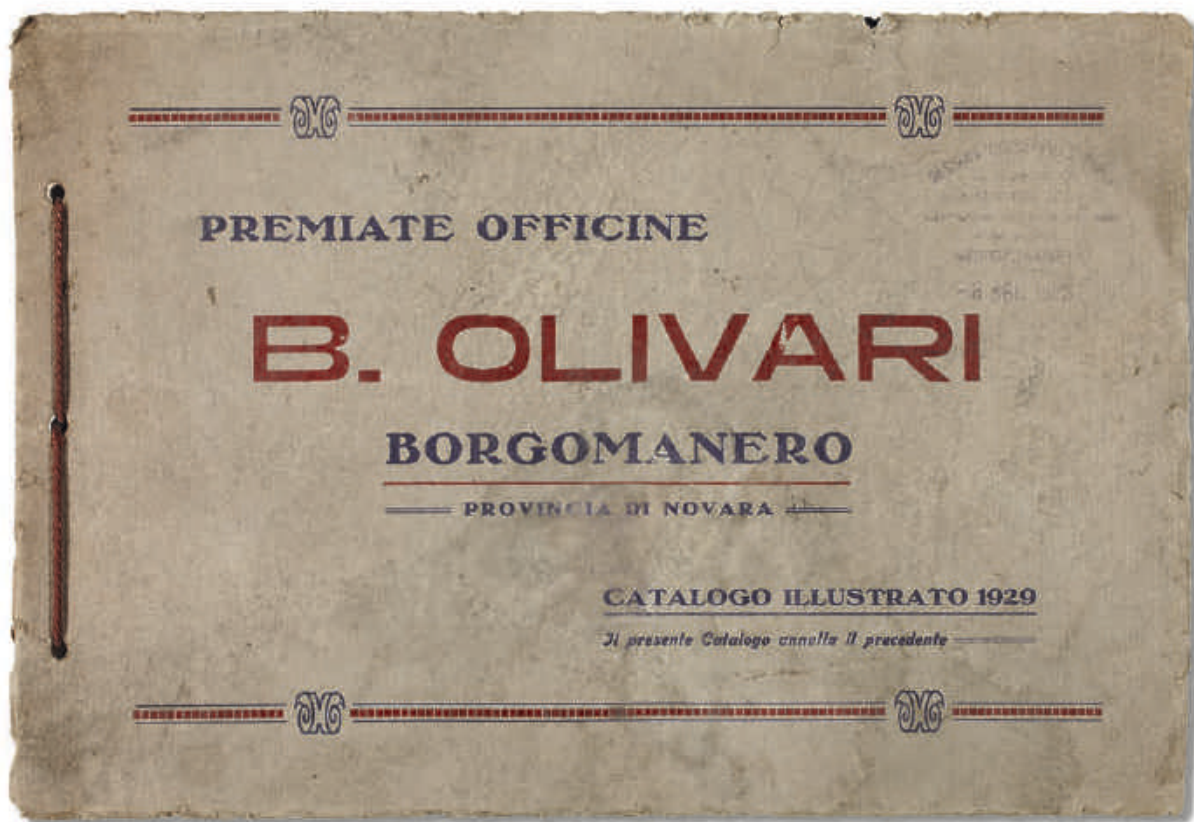 PREMIATE OFFICINE
B. OLIVARI
BORGOMANERO
PROVINCIA DI NOVARA
CATALOGO ILLUSTRATO 1929
Il presente Catalogo annulla il precedente